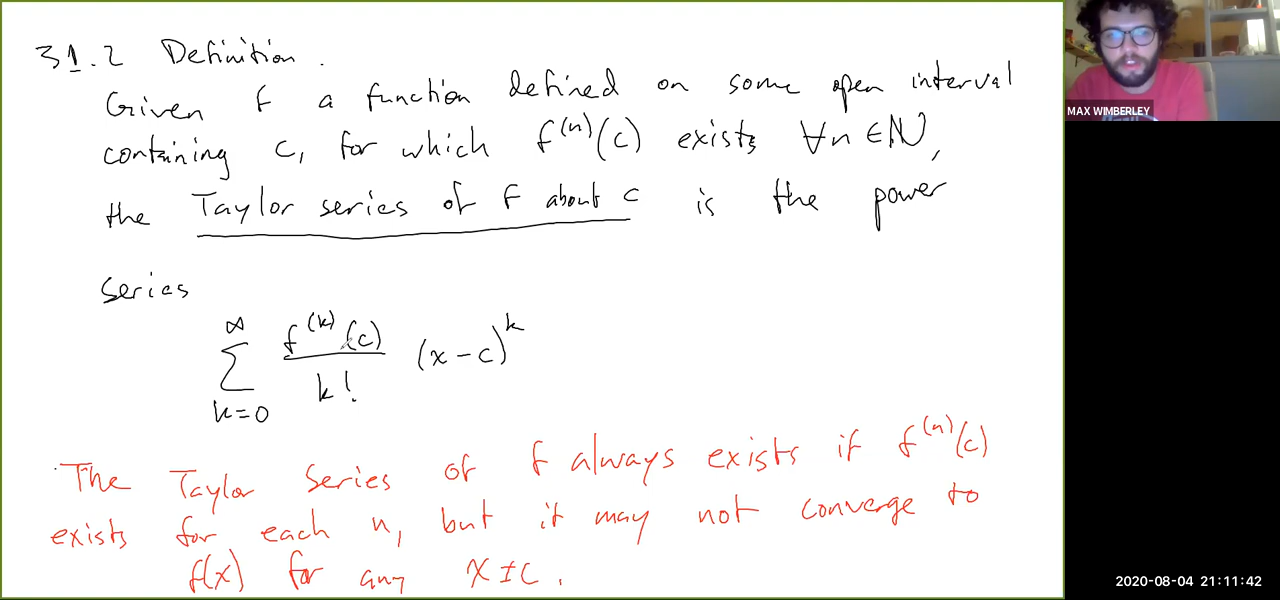 31.2 Definition.
Given f a function defined on some open interval
containing c, for which f^(n)(c) exists ∀n∈ℕ,
the Taylor series of f about c is the power
series
∞
∑ f^(k)(c) / k! (x-c)^k
k=0
The Taylor Series of f always exists if f^(n)(c)
exists for each n, but it may not converge to
f(x) for any x≠c.
MAX WIMBERLEY
2020-08-04 21:11:42